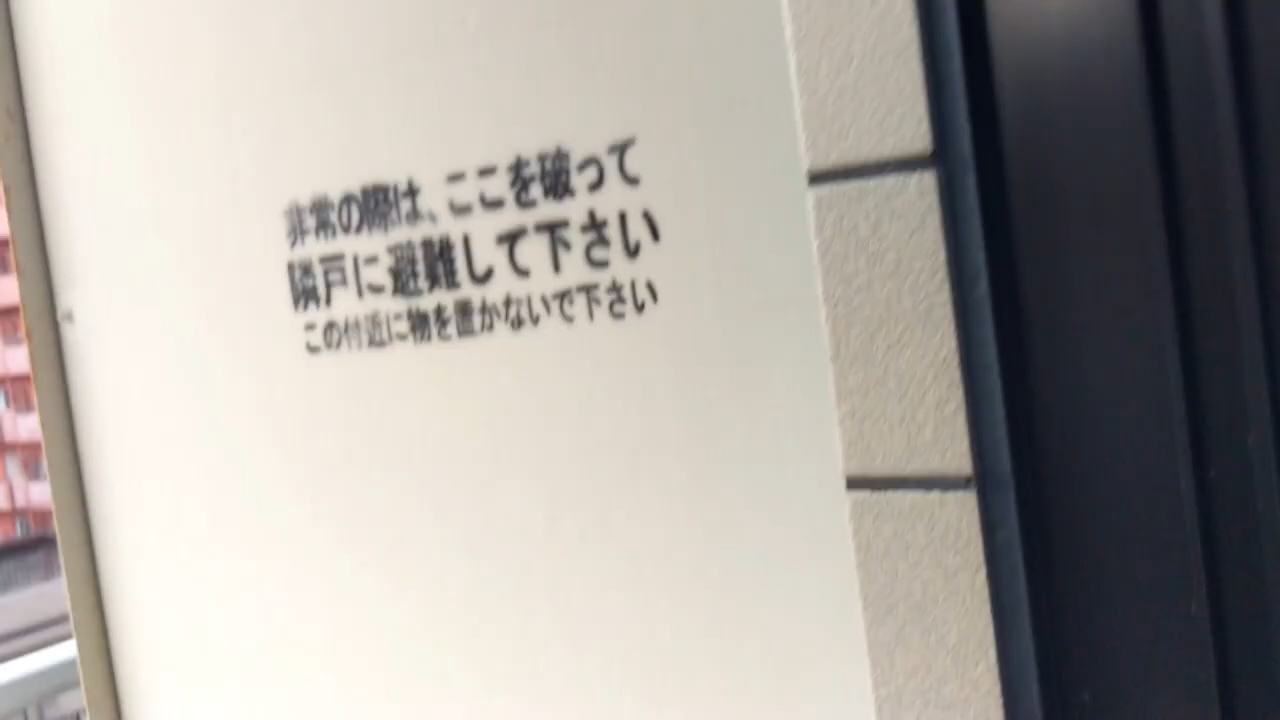 非常の際は、ここを破って
隣戸に避難して下さい
この付近に物を置かないで下さい